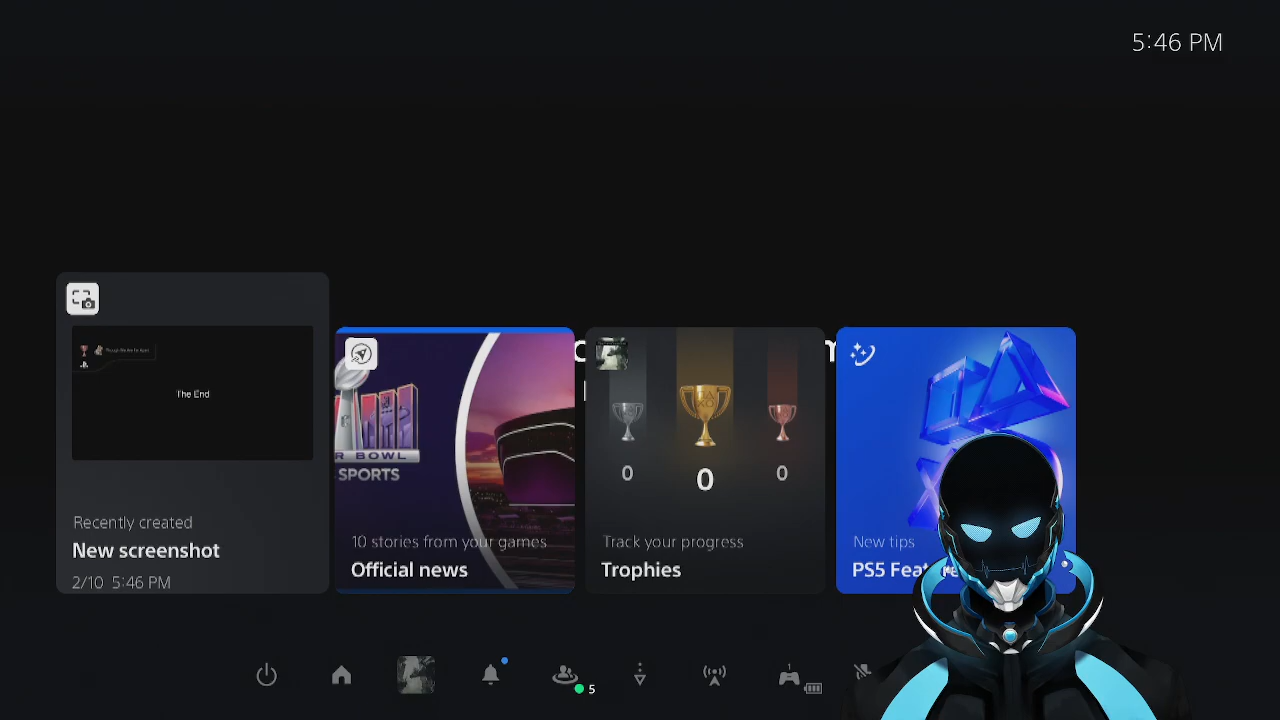 5:46 PM
The End
R BOWL
SPORTS
0
0
0
Recently created
New screenshot
2/10 5:46 PM
10 stories from your games
Official news
Track your progress
Trophies
New tips
PS5 Feat
5